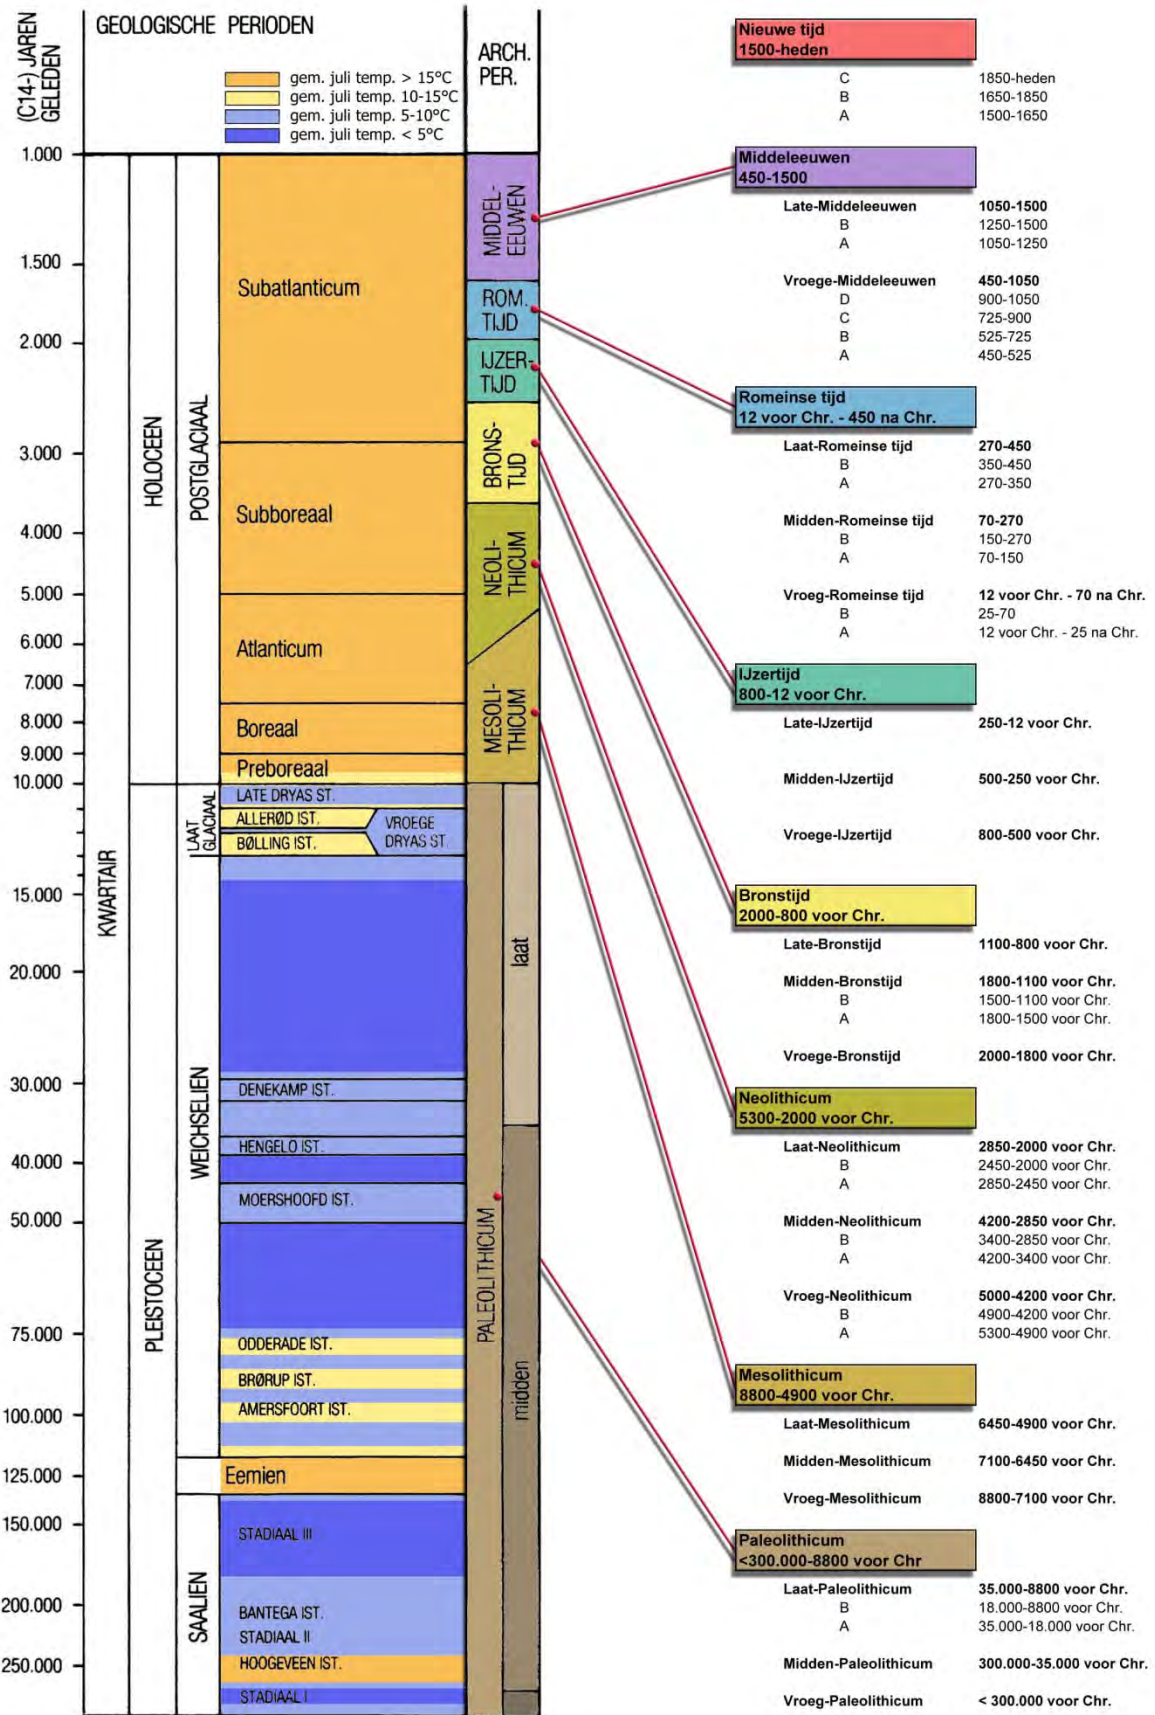 (C14-) JAREN
GELEDEN
GEOLOGISCHE PERIODEN
gem. juli temp. > 15°C
gem. juli temp. 10-15°C
gem. juli temp. 5-10°C
gem. juli temp. < 5°C
ARCH.
PER.
1.000
1.500
2.000
3.000
4.000
5.000
6.000
7.000
8.000
9.000
10.000
15.000
20.000
30.000
40.000
50.000
75.000
100.000
125.000
150.000
200.000
250.000
KWARTAIR
HOLOCEEN
PLEISTOCEEN
POSTGLACIAAL
LAAT
GLACIAAL
WEICHSELIEN
SAALIEN
Subatlanticum
Subboreaal
Atlanticum
Boreaal
Preboreaal
LATE DRYAS ST.
ALLERØD IST.
VROEGE
DRYAS ST.
BØLLING IST.
DENEKAMP IST.
HENGELO IST.
MOERSHOOFD IST.
ODDERADE IST.
BRØRUP IST.
AMERSFOORT IST.
Eemien
STADIAAL III
BANTEGA IST.
STADIAAL II
HOOGEVEEN IST.
STADIAAL I
MIDDEL-
EEUWEN
ROM.
TIJD
IJZER-
TIJD
BRONS-
TIJD
NEOLI-
THICUM
MESOLI-
THICUM
PALEOLITHICUM
laat
midden
Nieuwe tijd
1500-heden
C 1850-heden
B 1650-1850
A 1500-1650
Middeleeuwen
450-1500
Late-Middeleeuwen 1050-1500
B 1250-1500
A 1050-1250
Vroege-Middeleeuwen 450-1050
D 900-1050
C 725-900
B 525-725
A 450-525
Romeinse tijd
12 voor Chr. - 450 na Chr.
Laat-Romeinse tijd 270-450
B 350-450
A 270-350
Midden-Romeinse tijd 70-270
B 150-270
A 70-150
Vroeg-Romeinse tijd 12 voor Chr. - 70 na Chr.
B 25-70
A 12 voor Chr. - 25 na Chr.
IJzertijd
800-12 voor Chr.
Late-IJzertijd 250-12 voor Chr.
Midden-IJzertijd 500-250 voor Chr.
Vroege-IJzertijd 800-500 voor Chr.
Bronstijd
2000-800 voor Chr.
Late-Bronstijd 1100-800 voor Chr.
Midden-Bronstijd 1800-1100 voor Chr.
B 1500-1100 voor Chr.
A 1800-1500 voor Chr.
Vroege-Bronstijd 2000-1800 voor Chr.
Neolithicum
5300-2000 voor Chr.
Laat-Neolithicum 2850-2000 voor Chr.
B 2450-2000 voor Chr.
A 2850-2450 voor Chr.
Midden-Neolithicum 4200-2850 voor Chr.
B 3400-2850 voor Chr.
A 4200-3400 voor Chr.
Vroeg-Neolithicum 5000-4200 voor Chr.
B 4900-4200 voor Chr.
A 5300-4900 voor Chr.
Mesolithicum
8800-4900 voor Chr.
Laat-Mesolithicum 6450-4900 voor Chr.
Midden-Mesolithicum 7100-6450 voor Chr.
Vroeg-Mesolithicum 8800-7100 voor Chr.
Paleolithicum
<300.000-8800 voor Chr
Laat-Paleolithicum 35.000-8800 voor Chr.
B 18.000-8800 voor Chr.
A 35.000-18.000 voor Chr.
Midden-Paleolithicum 300.000-35.000 voor Chr.
Vroeg-Paleolithicum < 300.000 voor Chr.